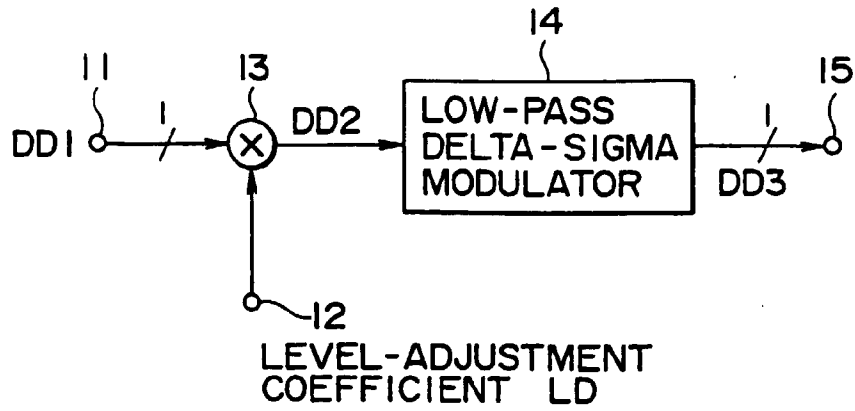 14
11
13
15
1
1
DD1
DD2
LOW-PASS
DELTA-SIGMA
MODULATOR
DD3
12
LEVEL-ADJUSTMENT
COEFFICIENT LD